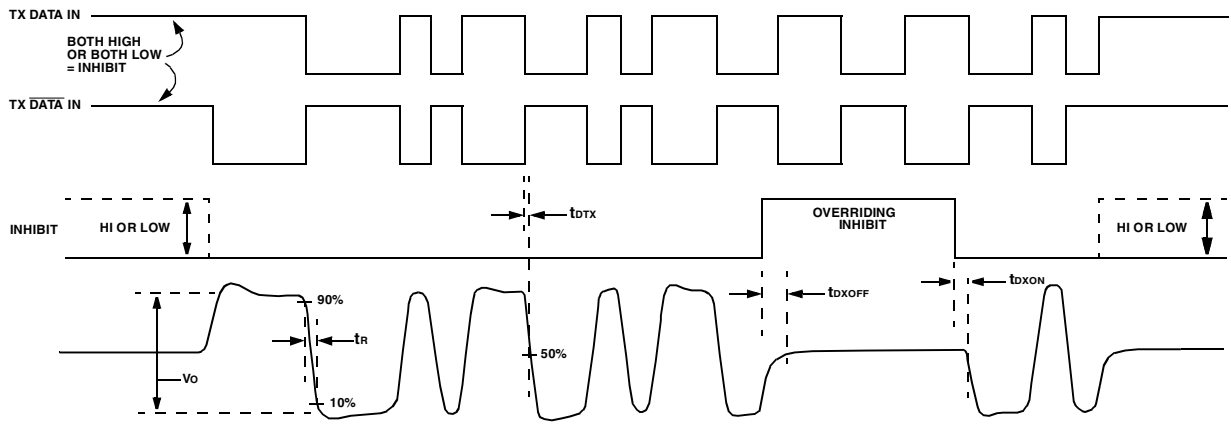 TX DATA IN
BOTH HIGH
OR BOTH LOW
= INHIBIT
TX DATA IN
tDTX
INHIBIT
HI OR LOW
OVERRIDING
INHIBIT
HI OR LOW
tDXOFF
tDXON
90%
tR
50%
VO
10%